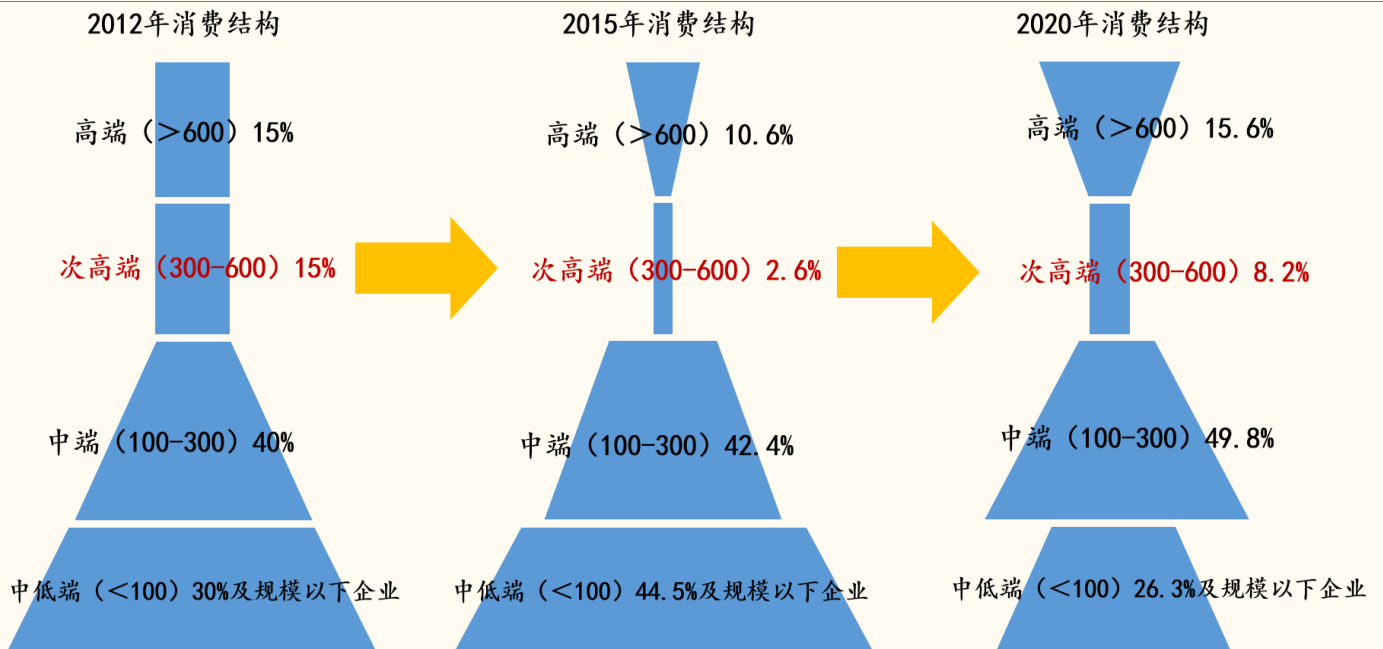 2012年消费结构
2015年消费结构
2020年消费结构
高端（＞600）15%
高端（＞600）10.6%
高端（＞600）15.6%
次高端（300-600）15%
次高端（300-600）2.6%
次高端（300-600）8.2%
中端（100-300）40%
中端（100-300）42.4%
中端（100-300）49.8%
中低端（＜100）30%及规模以下企业
中低端（＜100）44.5%及规模以下企业
中低端（＜100）26.3%及规模以下企业